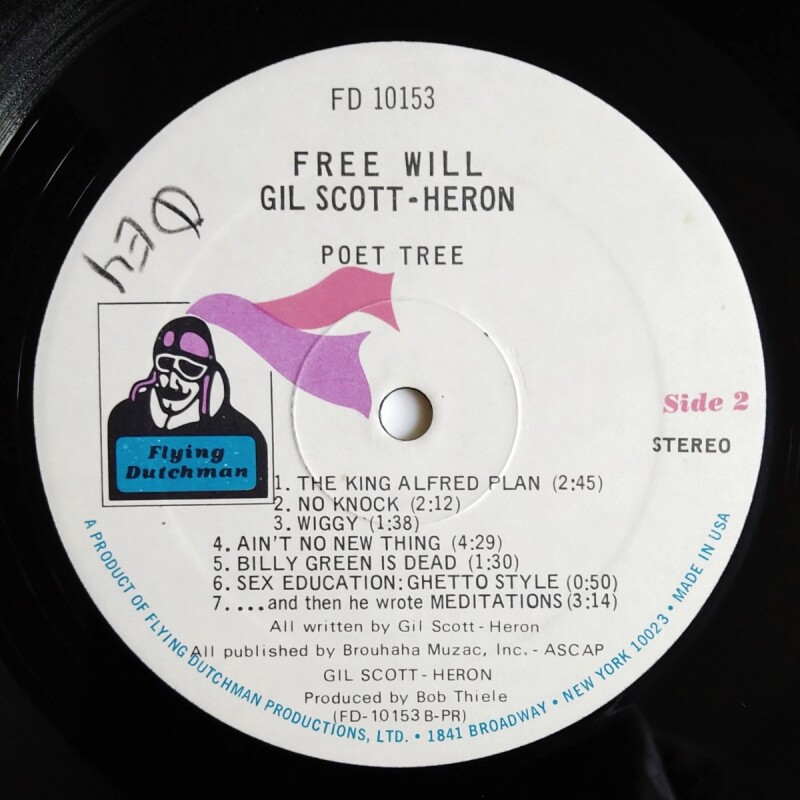 FD 10153
FREE WILL
GIL SCOTT-HERON
POET TREE
Flying
Dutchman
Side 2
STEREO
1. THE KING ALFRED PLAN (2:45)
2. NO KNOCK (2:12)
3. WIGGY (1:38)
4. AIN'T NO NEW THING (4:29)
5. BILLY GREEN IS DEAD (1:30)
6. SEX EDUCATION: GHETTO STYLE (0:50)
7. ....and then he wrote MEDITATIONS (3:14)
All written by Gil Scott-Heron
All published by Brouhaha Muzac, Inc. - ASCAP
GIL SCOTT-HERON
Produced by Bob Thiele
(FD-10153 B-PR)
A PRODUCT OF FLYING DUTCHMAN PRODUCTIONS, LTD. • 1841 BROADWAY • NEW YORK 10023 • MADE IN USA